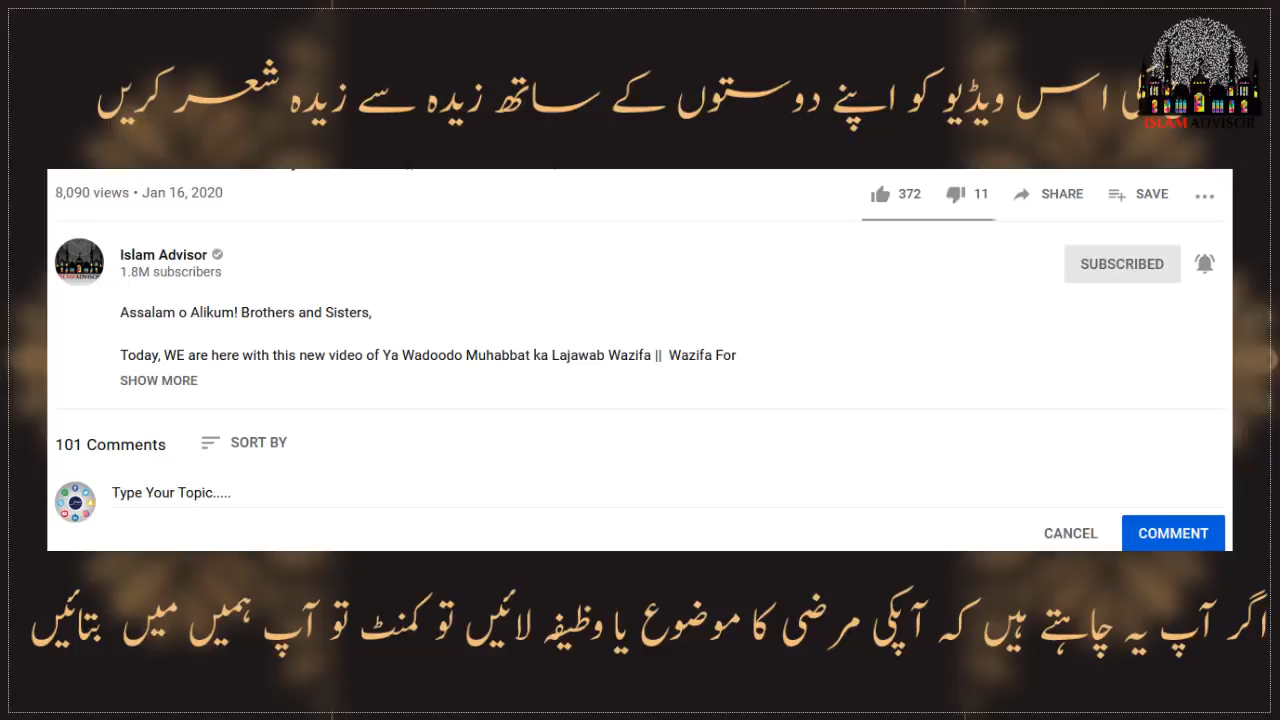 اس ویڈیو کو اپنے دوستوں کے ساتھ زیدہ سے زیدہ شعر کریں
ISLAM ADVISOR
8,090 views • Jan 16, 2020
372 11 SHARE SAVE
Islam Advisor
1.8M subscribers
SUBSCRIBED
Assalam o Alikum! Brothers and Sisters,
Today, WE are here with this new video of Ya Wadoodo Muhabbat ka Lajawab Wazifa || Wazifa For
SHOW MORE
101 Comments SORT BY
Type Your Topic.....
CANCEL COMMENT
اگر آپ یہ چاہتے ہیں کہ آپکی مرضی کا موضوع یا وظیفہ لائیں تو کمنٹ تو آپ ہمیں میں بتائیں